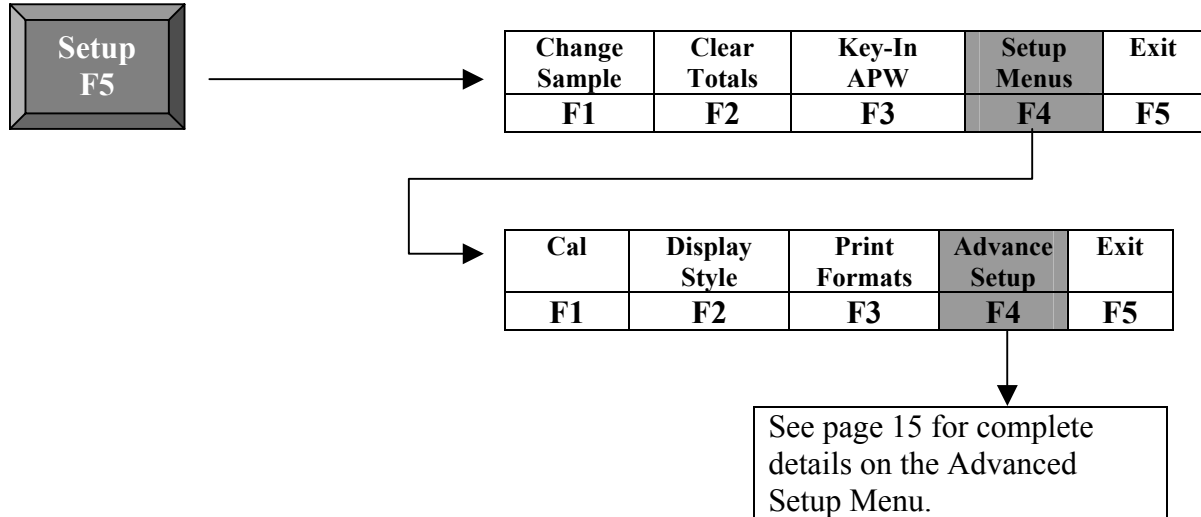 Setup
F5
Change Clear Key-In Setup Exit
Sample Totals APW Menus
F1 F2 F3 F4 F5
Cal Display Print Advance Exit
Style Formats Setup
F1 F2 F3 F4 F5
See page 15 for complete
details on the Advanced
Setup Menu.